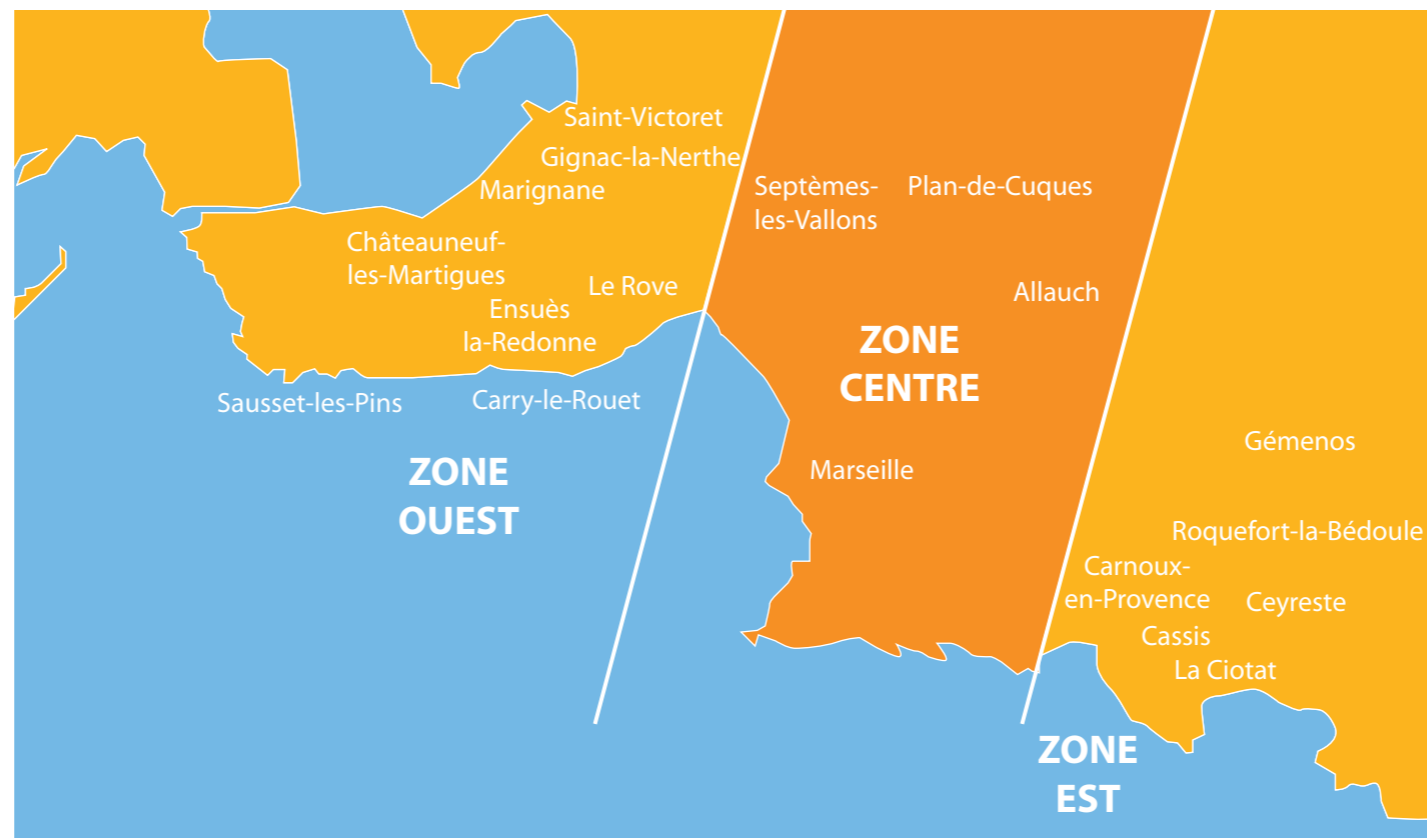 Saint-Victoret
Gignac-la-Nerthe
Marignane
Châteauneuf-
les-Martigues
Le Rove
Ensuès
la-Redonne
Sausset-les-Pins
Carry-le-Rouet
ZONE
OUEST
Septèmes-
les-Vallons
Plan-de-Cuques
Allauch
ZONE
CENTRE
Marseille
Gémenos
Roquefort-la-Bédoule
Carnoux-
en-Provence
Ceyreste
Cassis
La Ciotat
ZONE
EST